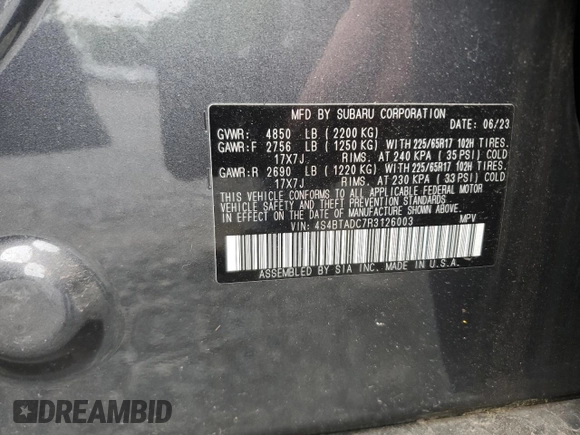 MFD BY SUBARU CORPORATION
DATE: 06/23
GVWR: 4850 LB (2200 KG)
GAWR:F 2756 LB (1250 KG) WITH 225/65R17 102H TIRES.
17X7J RIMS. AT 240 KPA (35 PSI) COLD
GAWR:R 2690 LB (1220 KG) WITH 225/65R17 102H TIRES.
17X7J RIMS. AT 230 KPA (33 PSI) COLD
THIS VEHICLE CONFORMS TO ALL APPLICABLE FEDERAL MOTOR
VEHICLE SAFETY AND THEFT PREVENTION STANDARDS
IN EFFECT ON THE DATE OF MANUFACTURE SHOWN ABOVE.
VIN: 4S4BTADC7R3126003 MPV
ASSEMBLED BY SIA INC. MADE IN U.S.A.
DREAMBID